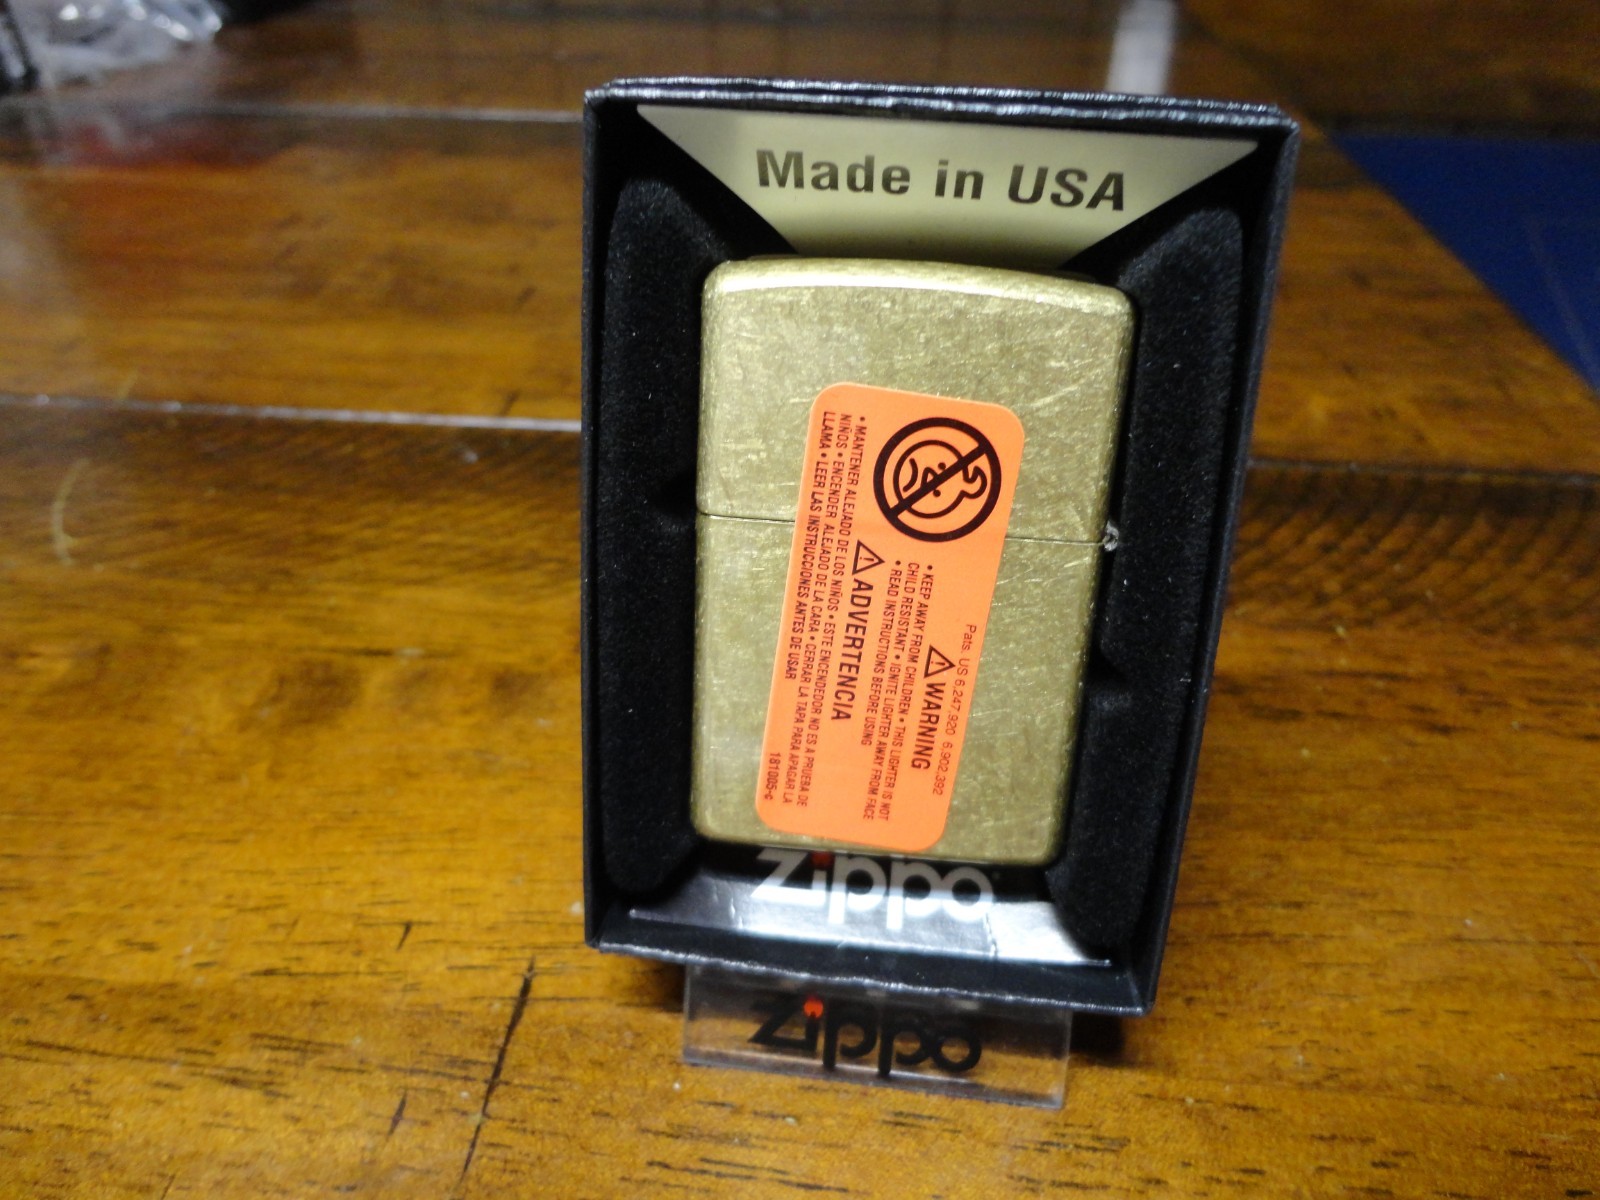 Made in USA
Pats. US 6,247,920 6,902,392
WARNING
• KEEP AWAY FROM CHILDREN • THIS LIGHTER IS NOT
CHILD RESISTANT • IGNITE LIGHTER AWAY FROM FACE
• READ INSTRUCTIONS BEFORE USING
ADVERTENCIA
• MANTENER ALEJADO DE LOS NIÑOS • ESTE ENCENDEDOR NO ES A PRUEBA DE
NIÑOS • ENCENDER ALEJADO DE LA CARA • CERRAR LA TAPA PARA APAGAR LA
LLAMA • LEER LAS INSTRUCCIONES ANTES DE USAR
181005-c
zippo
zippo